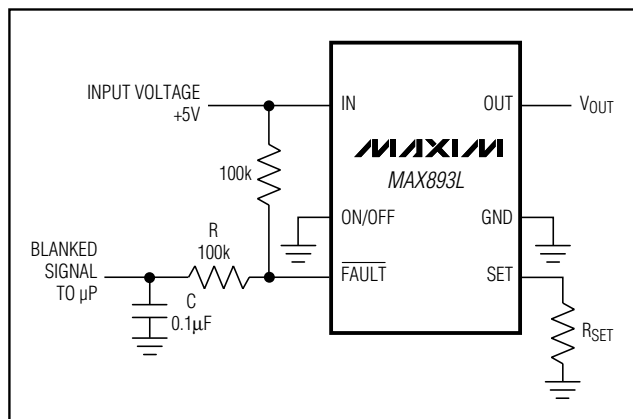 INPUT VOLTAGE
+5V
IN
OUT
VOUT
100k
MAXIM
MAX893L
ON/OFF
GND
BLANKED
SIGNAL
TO µP
R
100k
FAULT
SET
C
0.1µF
RSET